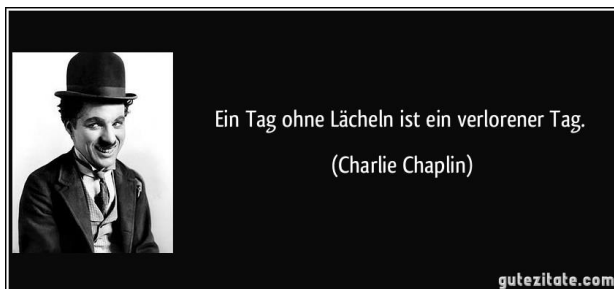 Ein Tag ohne Lächeln ist ein verlorener Tag.
(Charlie Chaplin)
gutezitate.com